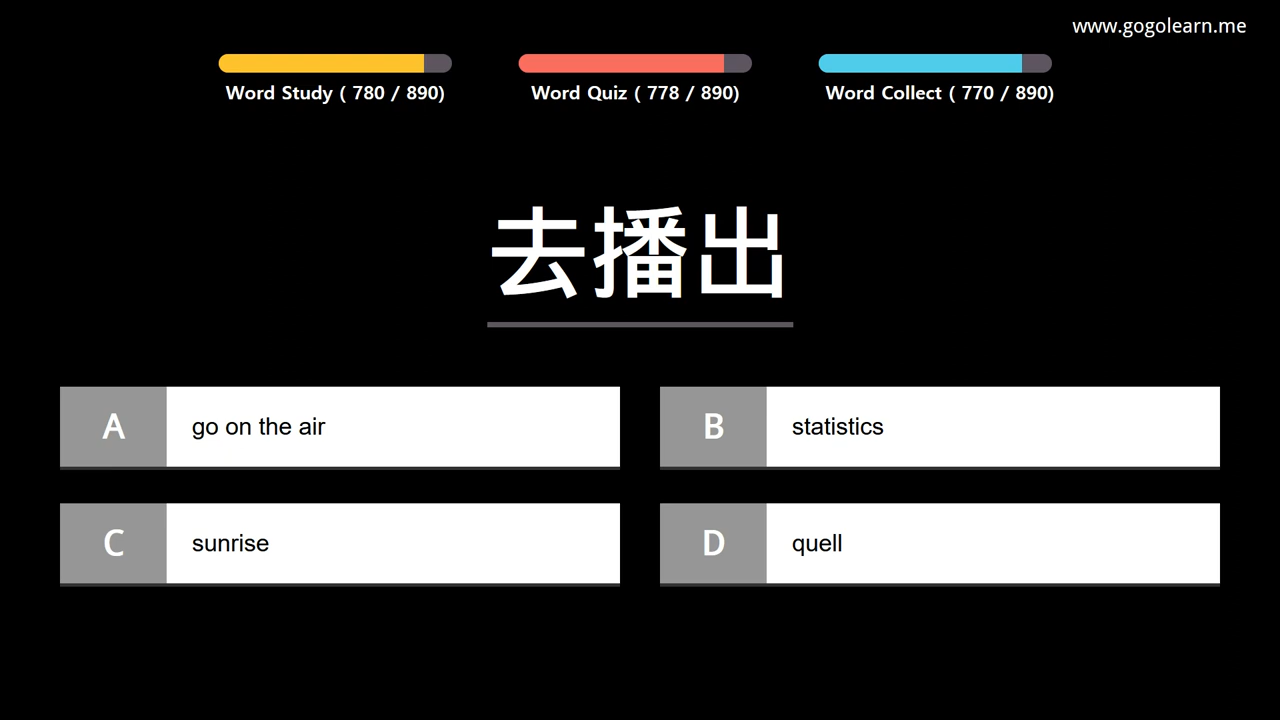 www.gogolearn.me
Word Study ( 780 / 890)
Word Quiz ( 778 / 890)
Word Collect ( 770 / 890)
去播出
A go on the air
B statistics
C sunrise
D quell